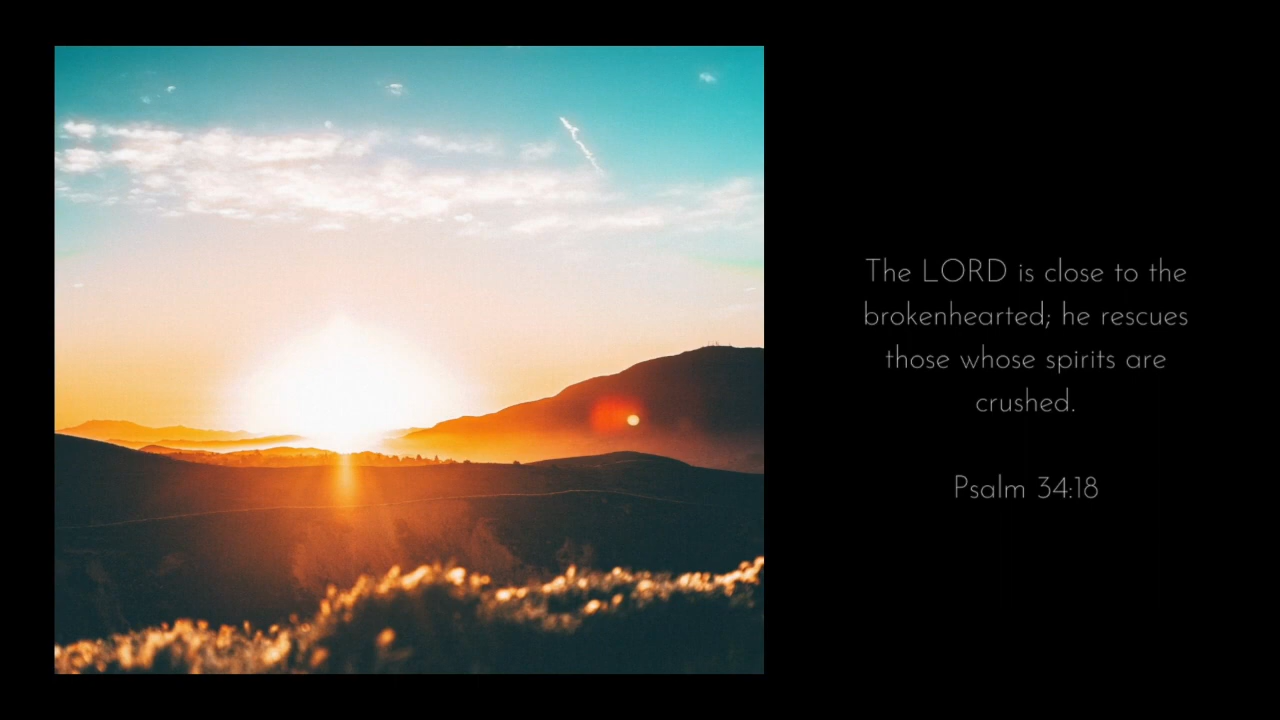 The LORD is close to the
brokenhearted; he rescues
those whose spirits are
crushed.
Psalm 34:18